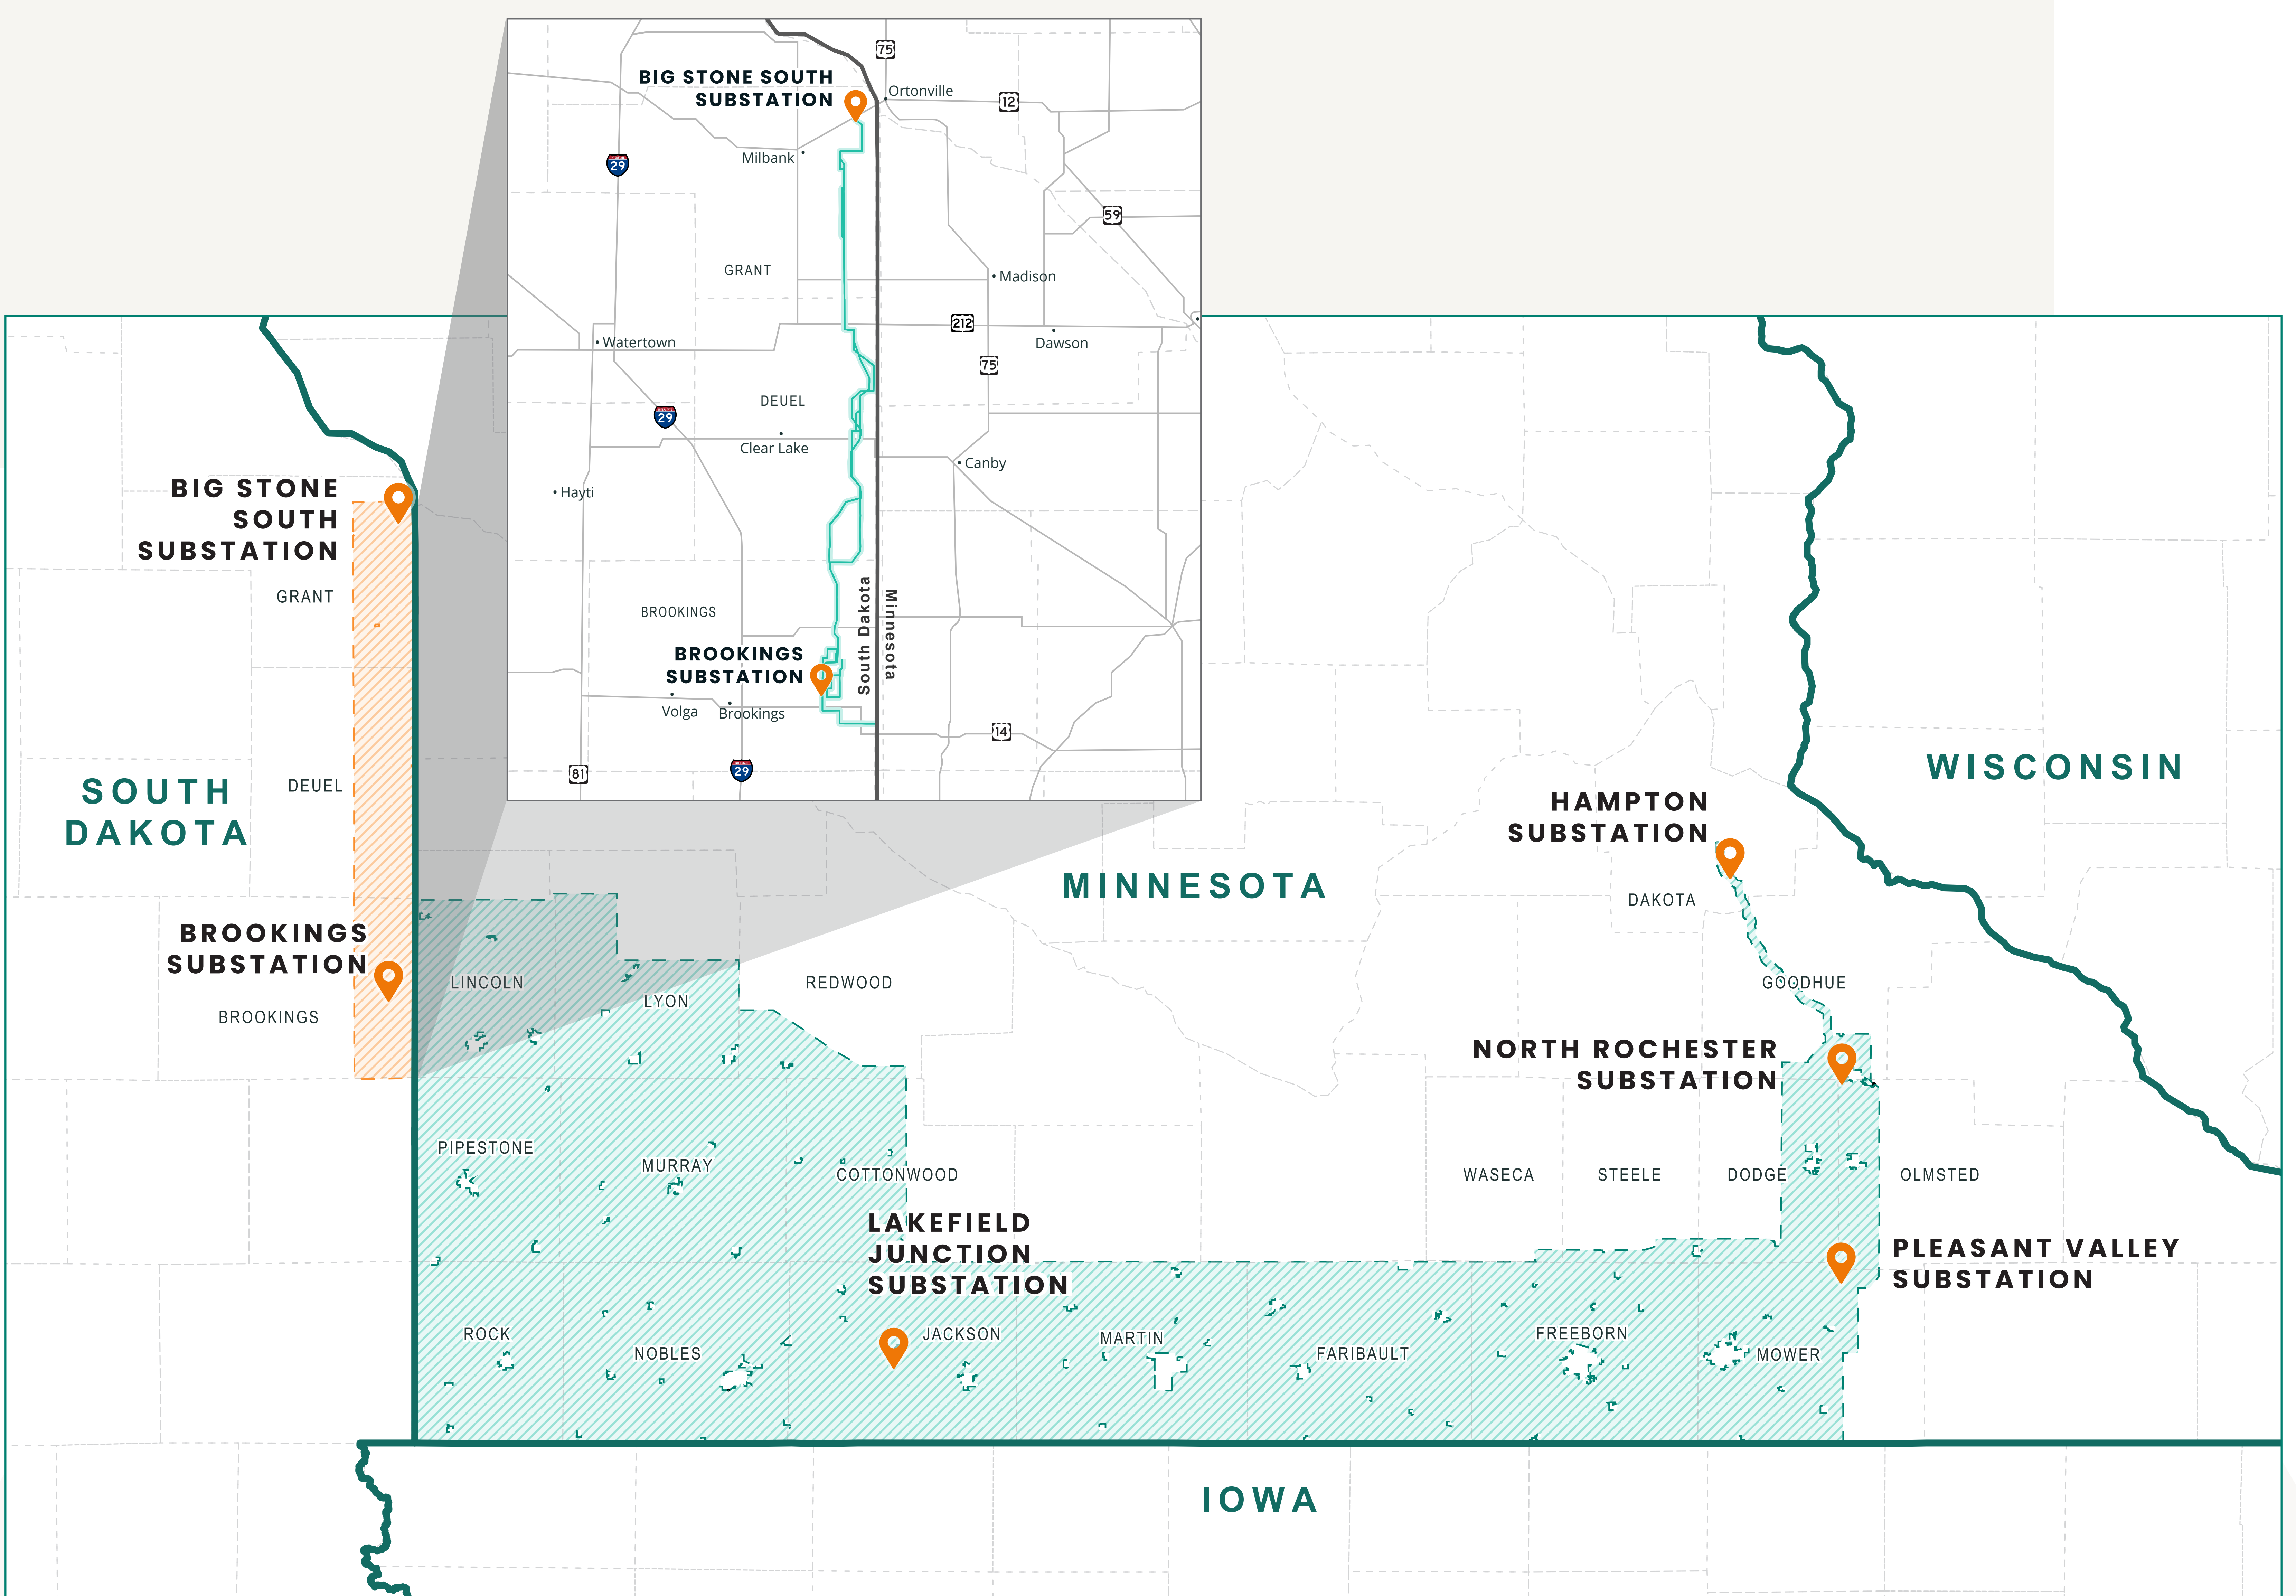 75
BIG STONE SOUTH
SUBSTATION
Ortonville
12
Milbank
29
59
GRANT
Madison
212
Watertown
Dawson
75
DEUEL
29
Clear Lake
Canby
Hayti
South Dakota
Minnesota
BROOKINGS
BROOKINGS
SUBSTATION
Volga
Brookings
14
29
81
BIG STONE
SOUTH
SUBSTATION
GRANT
DEUEL
SOUTH
DAKOTA
BROOKINGS
SUBSTATION
BROOKINGS
WISCONSIN
HAMPTON
SUBSTATION
MINNESOTA
DAKOTA
LINCOLN
LYON
REDWOOD
GOODHUE
NORTH ROCHESTER
SUBSTATION
PIPESTONE
MURRAY
COTTONWOOD
WASECA
STEELE
DODGE
OLMSTED
LAKEFIELD
JUNCTION
SUBSTATION
PLEASANT VALLEY
SUBSTATION
ROCK
NOBLES
JACKSON
MARTIN
FARIBAULT
FREEBORN
MOWER
IOWA